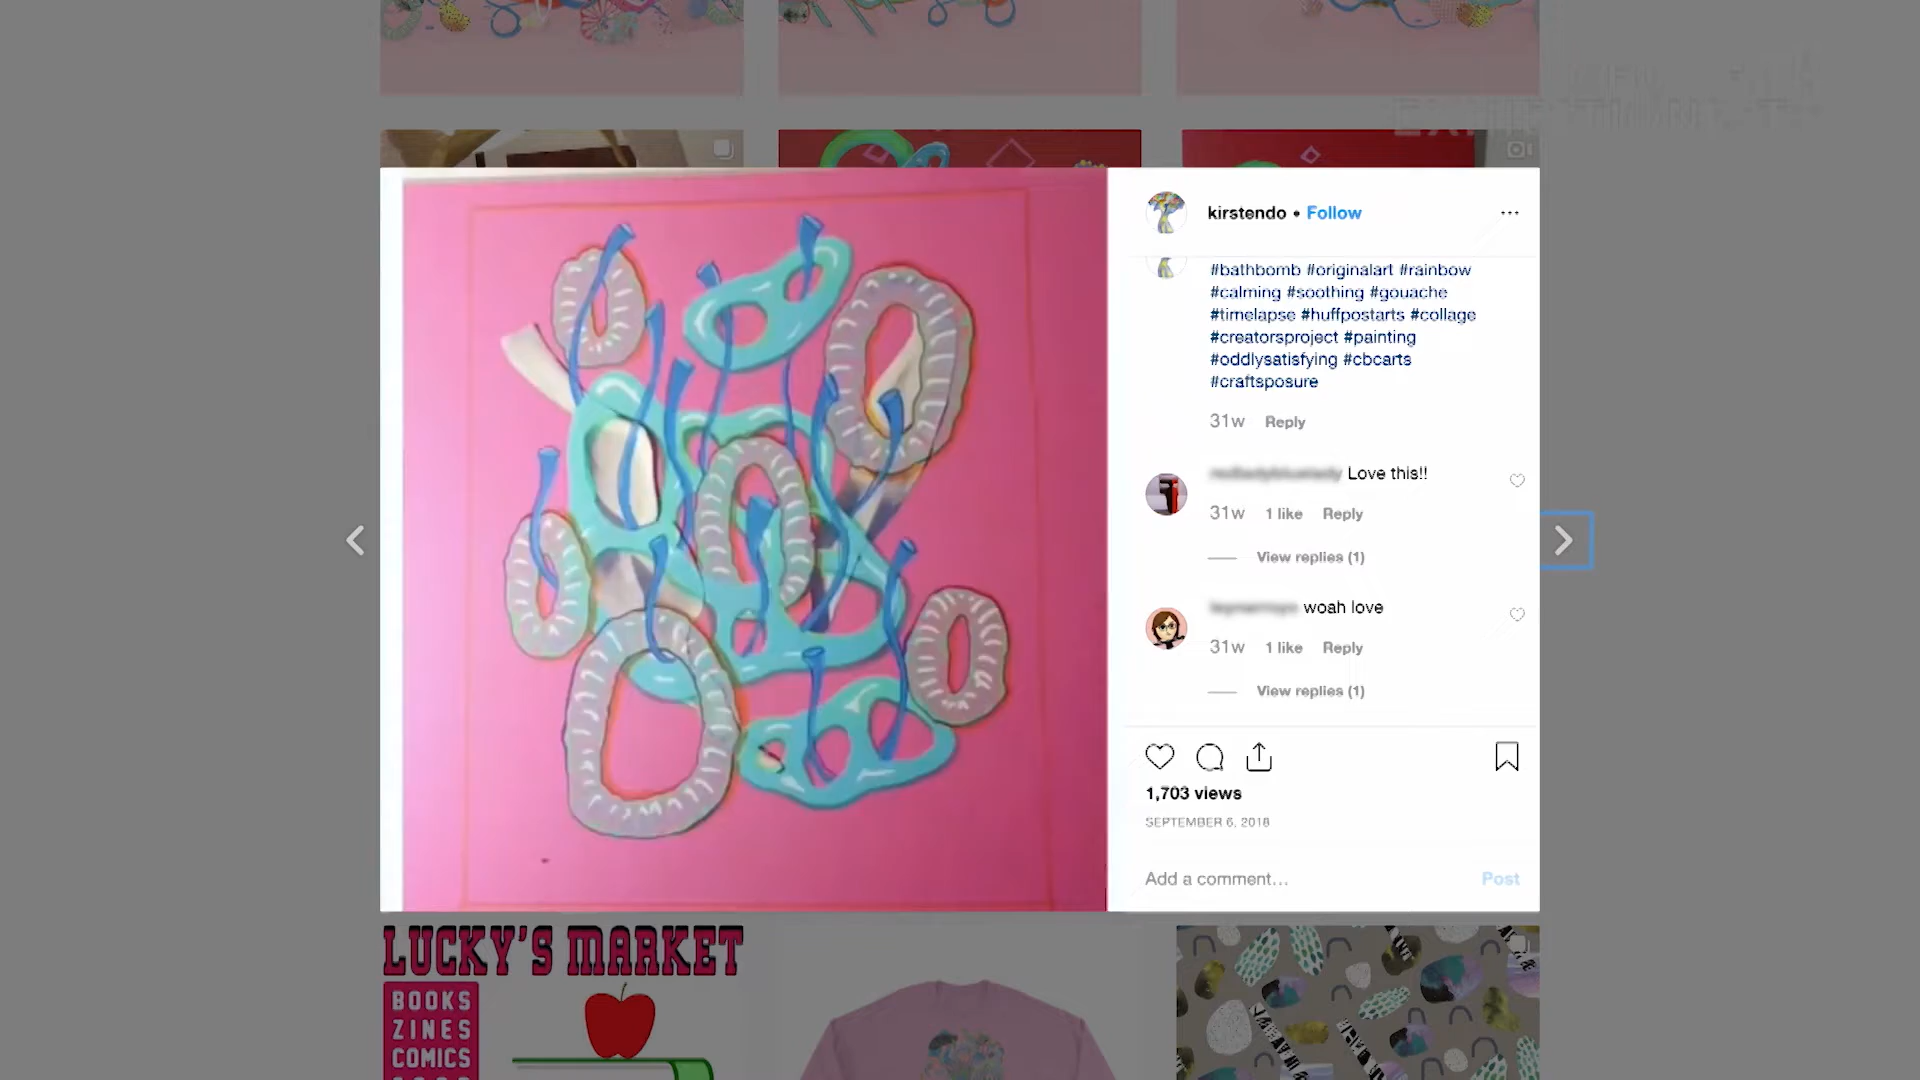 kirstendo • Follow
#bathbomb #originalart #rainbow
#calming #soothing #gouache
#timelapse #huffpostarts #collage
#creatorsproject #painting
#oddlysatisfying #cbcarts
#craftsposure
31w Reply
Love this!!
31w 1 like Reply
View replies (1)
woah love
31w 1 like Reply
View replies (1)
1,703 views
SEPTEMBER 6, 2018
Add a comment... Post
LUCKY'S MARKET
BOOKS
ZINES
COMICS